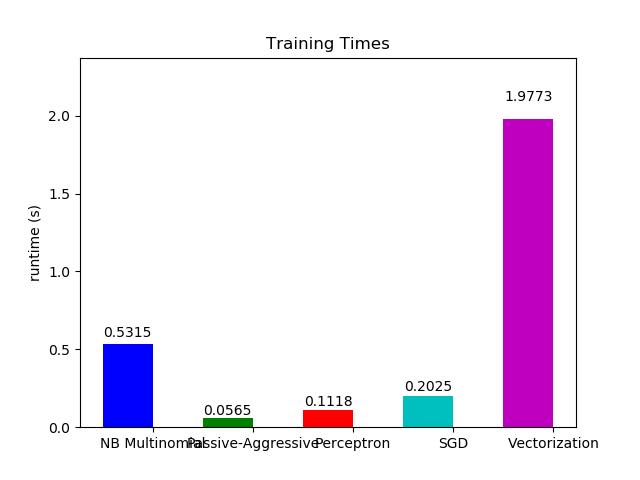 Training Times
runtime (s)
2.0
1.5
1.0
0.5
0.0
0.5315
0.0565
0.1118
0.2025
1.9773
NB Multinomial
Passive-Aggressive
Perceptron
SGD
Vectorization